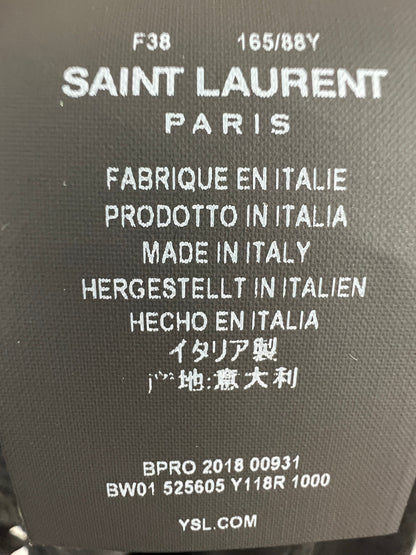 F38 165/88Y
SAINT LAURENT
PARIS
FABRIQUE EN ITALIE
PRODOTTO IN ITALIA
MADE IN ITALY
HERGESTELLT IN ITALIEN
HECHO EN ITALIA
イタリア製
地:意大利
BPRO 2018 00931
BW01 525605 Y118R 1000
YSL.COM